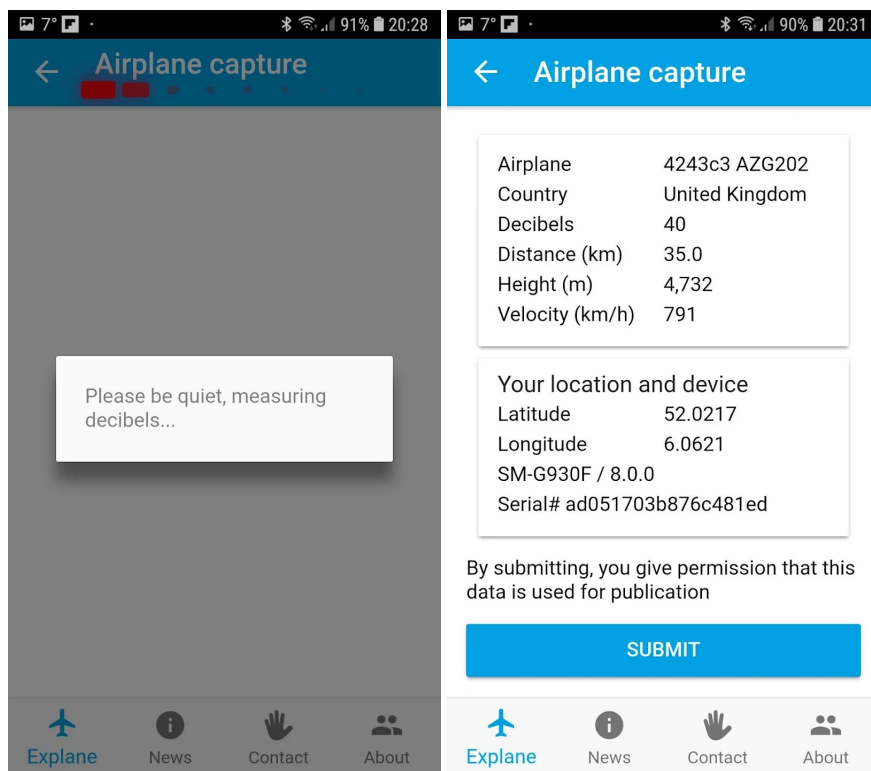 7° · 91% 20:28
Airplane capture
Please be quiet, measuring
decibels...
Explane News Contact About
7° · 90% 20:31
Airplane capture
Airplane 4243c3 AZG202
Country United Kingdom
Decibels 40
Distance (km) 35.0
Height (m) 4,732
Velocity (km/h) 791
Your location and device
Latitude 52.0217
Longitude 6.0621
SM-G930F / 8.0.0
Serial# ad051703b876c481ed
By submitting, you give permission that this
data is used for publication
SUBMIT
Explane News Contact About